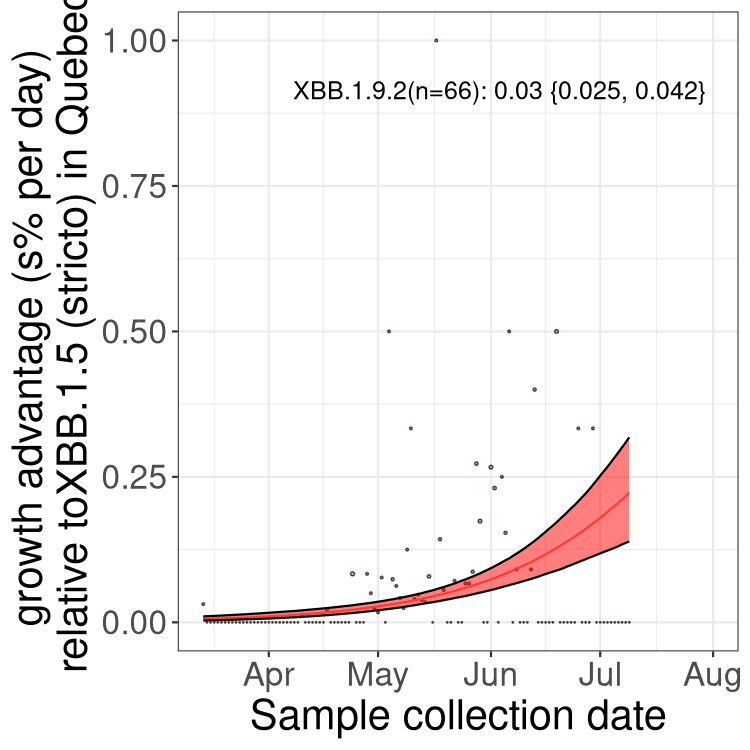 growth advantage (s% per day)
relative toXBB.1.5 (stricto) in Quebec
1.00
0.75
0.50
0.25
0.00
XBB.1.9.2(n=66): 0.03 {0.025, 0.042}
Apr May Jun Jul Aug
Sample collection date